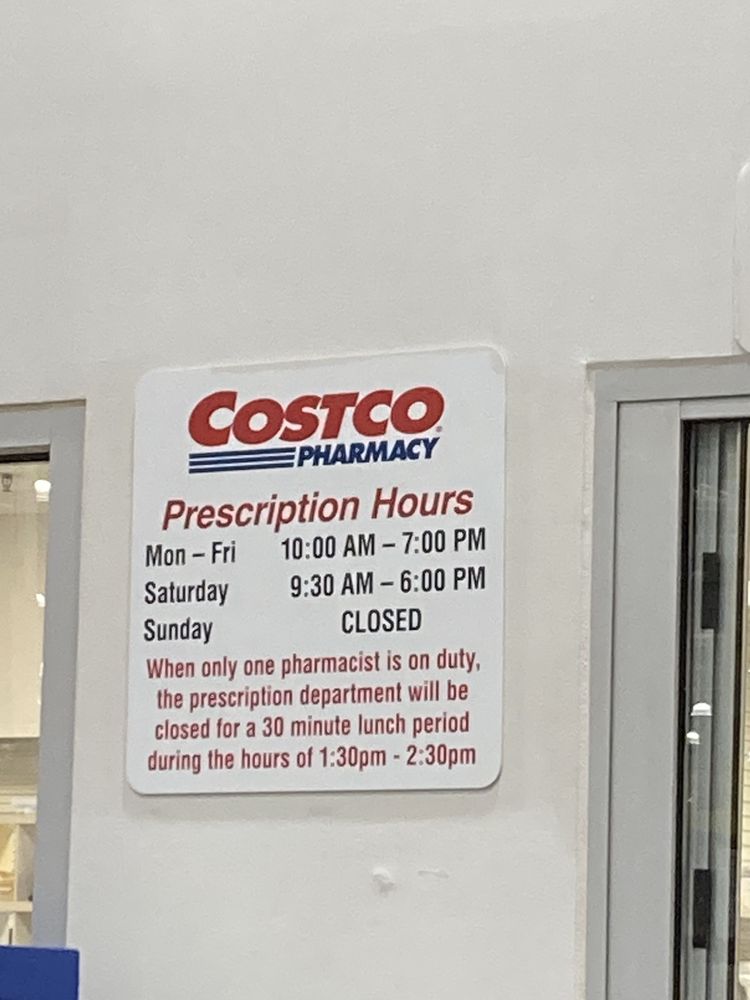 COSTCO
PHARMACY
Prescription Hours
Mon – Fri 10:00 AM – 7:00 PM
Saturday 9:30 AM – 6:00 PM
Sunday CLOSED
When only one pharmacist is on duty,
the prescription department will be
closed for a 30 minute lunch period
during the hours of 1:30pm - 2:30pm